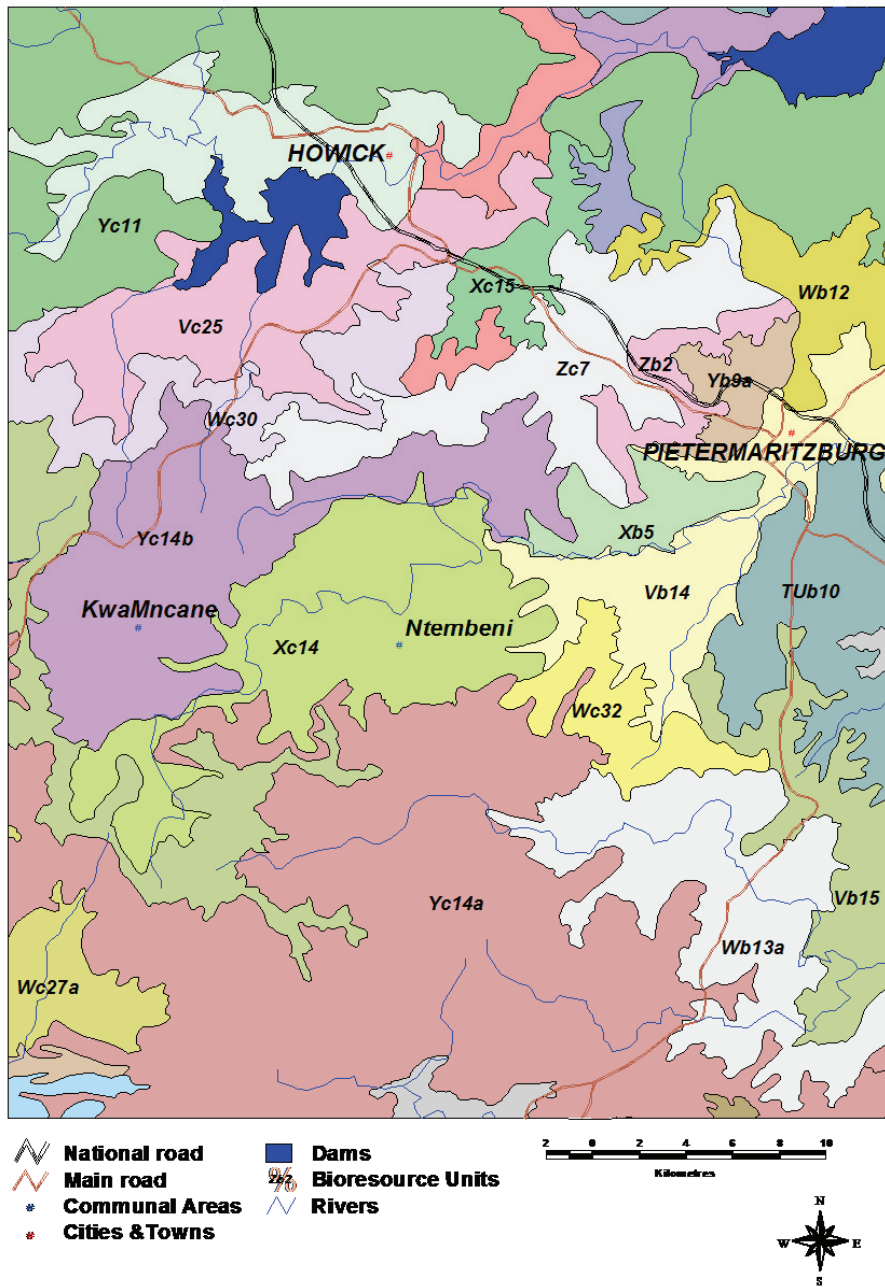 HOWICK
Yc11
Xc15
Wb12
Vc25
Zc7
Zb2
Yb9a
Wc30
PIETERMARITZBURG
Yc14b
Xb5
Vb14
TUb10
KwaMncane
Ntembeni
Xc14
Wc32
Yc14a
Vb15
Wb13a
Wc27a
National road
Main road
Communal Areas
Cities &Towns
Dams
Zb2 Bioresource Units
Rivers
2 0 2 4 6 8 10
Kilometres
N
W E
S